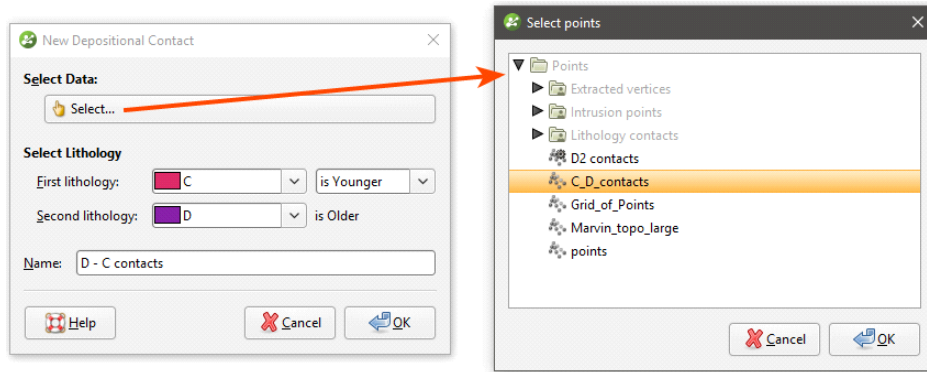 New Depositional Contact
Select Data:
Select...
Select Lithology
First lithology: C is Younger
Second lithology: D is Older
Name: D - C contacts
Help Cancel OK
Select points
Points
Extracted vertices
Intrusion points
Lithology contacts
D2 contacts
C_D_contacts
Grid_of_Points
Marvin_topo_large
points
Cancel OK